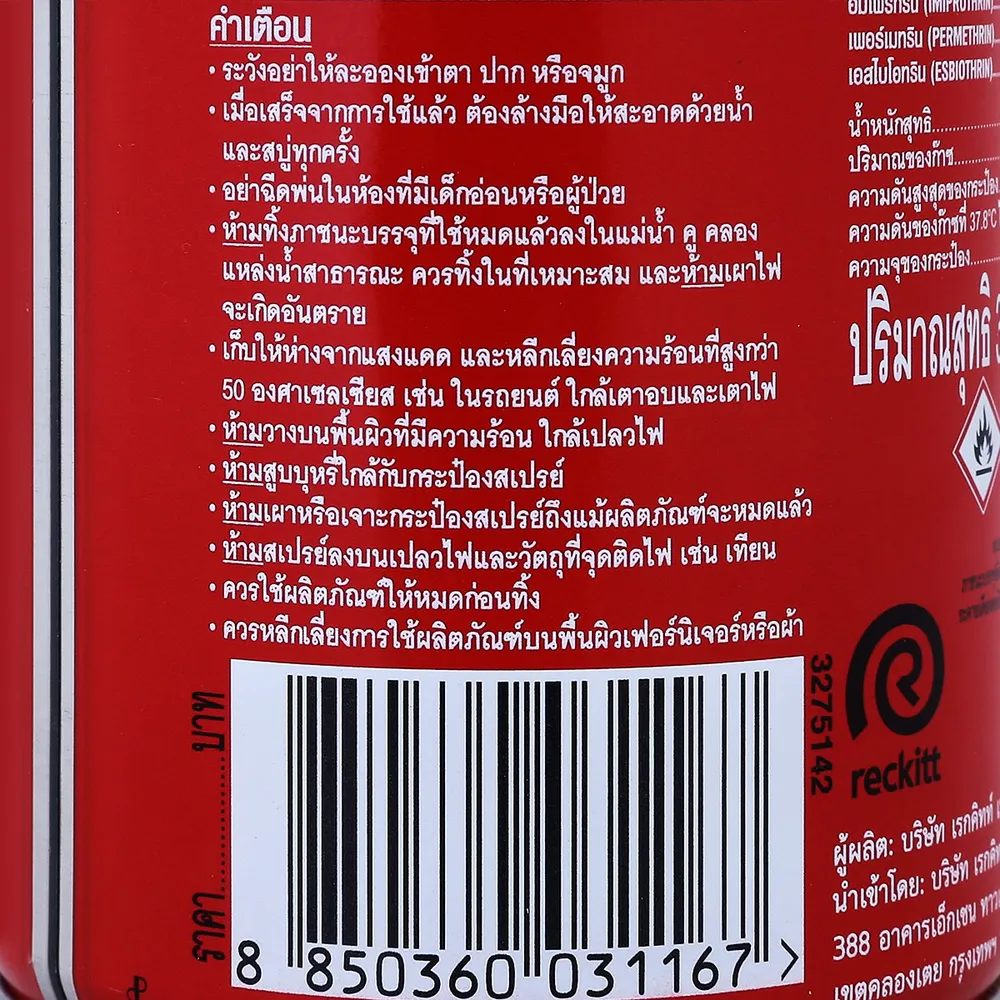 คำเตือน
• ระวังอย่าให้ละอองเข้าตา ปาก หรือจมูก
• เมื่อเสร็จจากการใช้แล้ว ต้องล้างมือให้สะอาดด้วยน้ำ
และสบู่ทุกครั้ง
• อย่าฉีดพ่นในห้องที่มีเด็กอ่อนหรือผู้ป่วย
• ห้ามทิ้งภาชนะบรรจุที่ใช้หมดแล้วลงในแม่น้ำ คู คลอง
แหล่งน้ำสาธารณะ ควรทิ้งในที่เหมาะสม และห้ามเผาไฟ
จะเกิดอันตราย
• เก็บให้ห่างจากแสงแดด และหลีกเลี่ยงความร้อนที่สูงกว่า
50 องศาเซลเซียส เช่น ในรถยนต์ ใกล้เตาอบและเตาไฟ
• ห้ามวางบนพื้นผิวที่มีความร้อน ใกล้เปลวไฟ
• ห้ามสูบบุหรี่ใกล้กับกระป๋องสเปรย์
• ห้ามเผาหรือเจาะกระป๋องสเปรย์ถึงแม้ผลิตภัณฑ์จะหมดแล้ว
• ห้ามสเปรย์ลงบนเปลวไฟและวัตถุที่จุดติดไฟ เช่น เทียน
• ควรใช้ผลิตภัณฑ์ให้หมดก่อนทิ้ง
• ควรหลีกเลี่ยงการใช้ผลิตภัณฑ์บนพื้นผิวเฟอร์นิเจอร์หรือผ้า
ราคา..............บาท
8 850360 031167 >
3275142
(IMIPROTHRIN)
เพอร์เมทริน (PERMETHRIN)
เอสไบโอทริน (ESBIOTHRIN)
น้ำหนักสุทธิ
ปริมาณของก๊าซ
ความดันสูงสุดของกระป๋อง
ความดันของก๊าซที่ 37.8°C
ความจุของกระป๋อง
ปริมาณสุทธิ
reckitt
ผู้ผลิต: บริษัท เรกคิทท์
นำเข้าโดย: บริษัท
388 อาคารเอ็กเชน
เขตคลองเตย กรุงเทพฯ